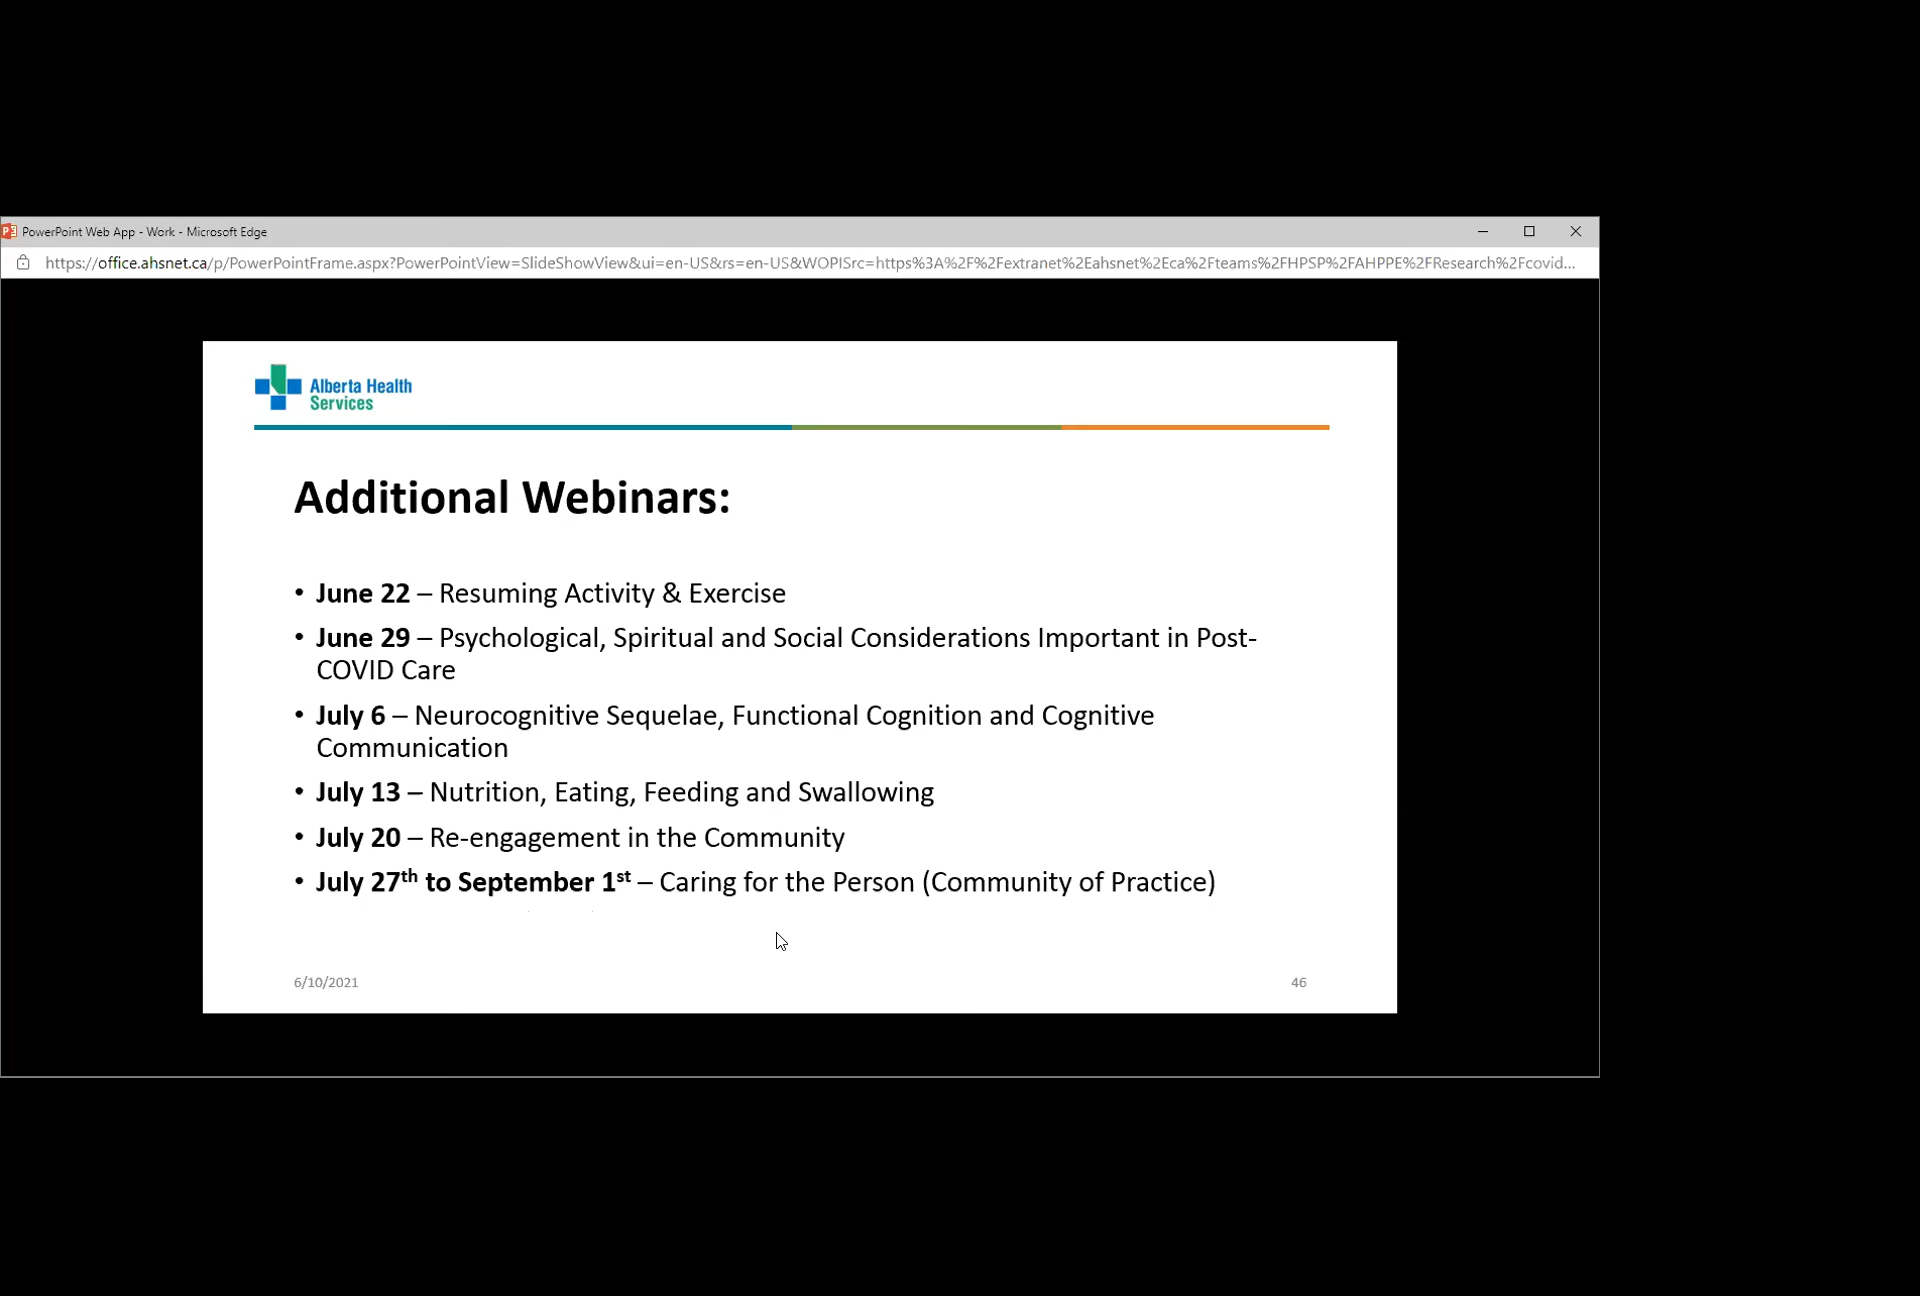 PowerPoint Web App - Work - Microsoft Edge
https://office.ahsnet.ca/p/PowerPointFrame.aspx?PowerPointView=SlideShowView&ui=en-US&rs=en-US&WOPISrc=https%3A%2F%2Fextranet%2Eahsnet%2Eca%2Fteams%2FHPSP%2FAHPPE%2FResearch%2Fcovid...
Alberta Health
Services
Additional Webinars:
• June 22 – Resuming Activity & Exercise
• June 29 – Psychological, Spiritual and Social Considerations Important in Post-
COVID Care
• July 6 – Neurocognitive Sequelae, Functional Cognition and Cognitive
Communication
• July 13 – Nutrition, Eating, Feeding and Swallowing
• July 20 – Re-engagement in the Community
• July 27th to September 1st – Caring for the Person (Community of Practice)
6/10/2021
46